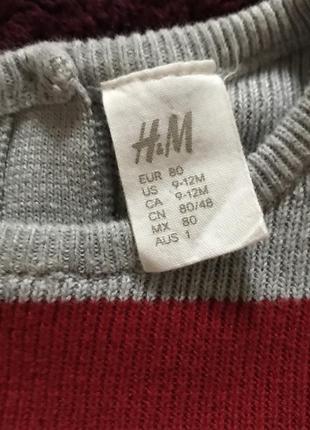 H&M
EUR 80
US 9-12M
CA 9-12M
CN 80/48
MX 80
AUS 1